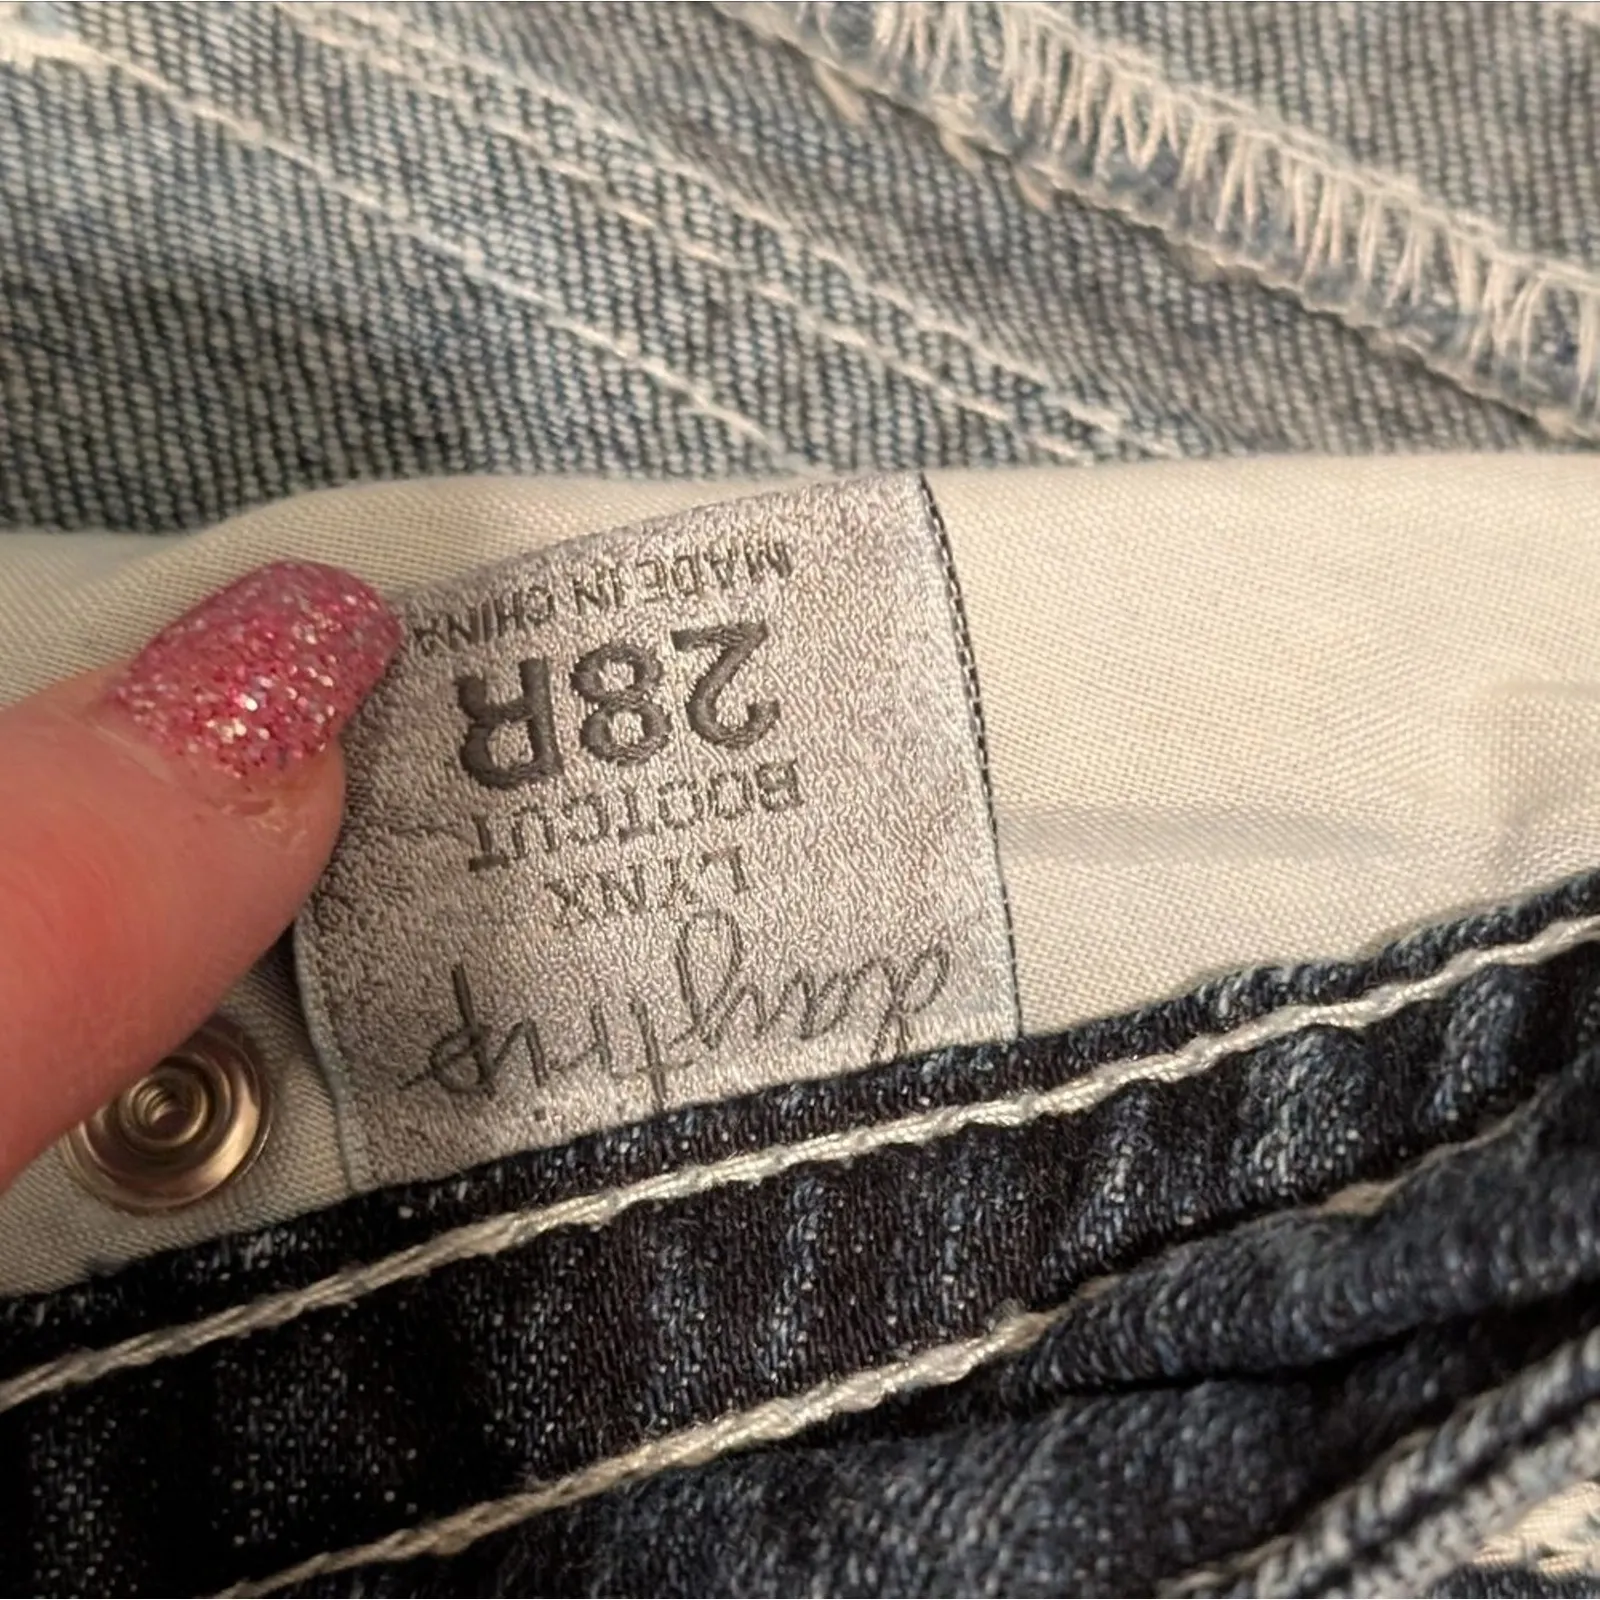 daytrip
LYNX
BOOTCUT
28R
MADE IN CHINA